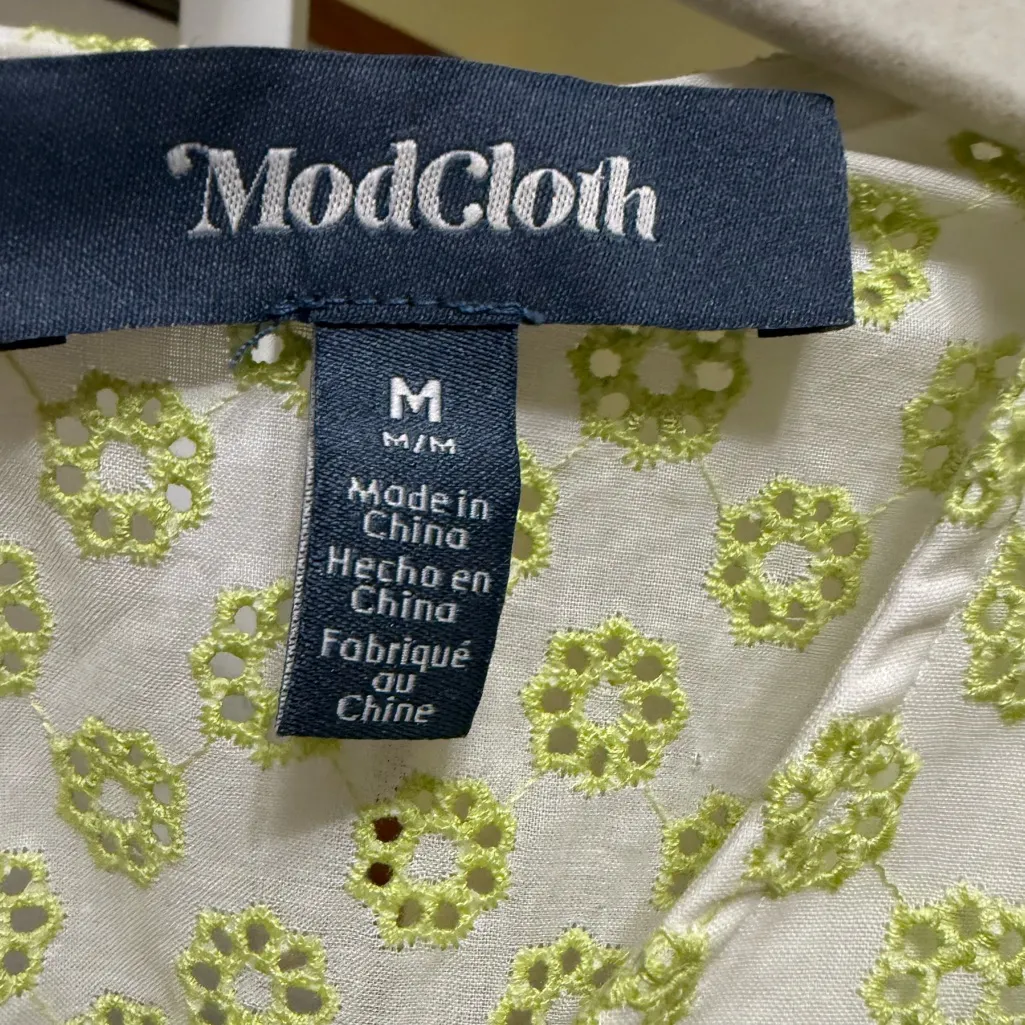 ModCloth
M
M/M
Made in
China
Hecho en
China
Fabriqué
au
Chine